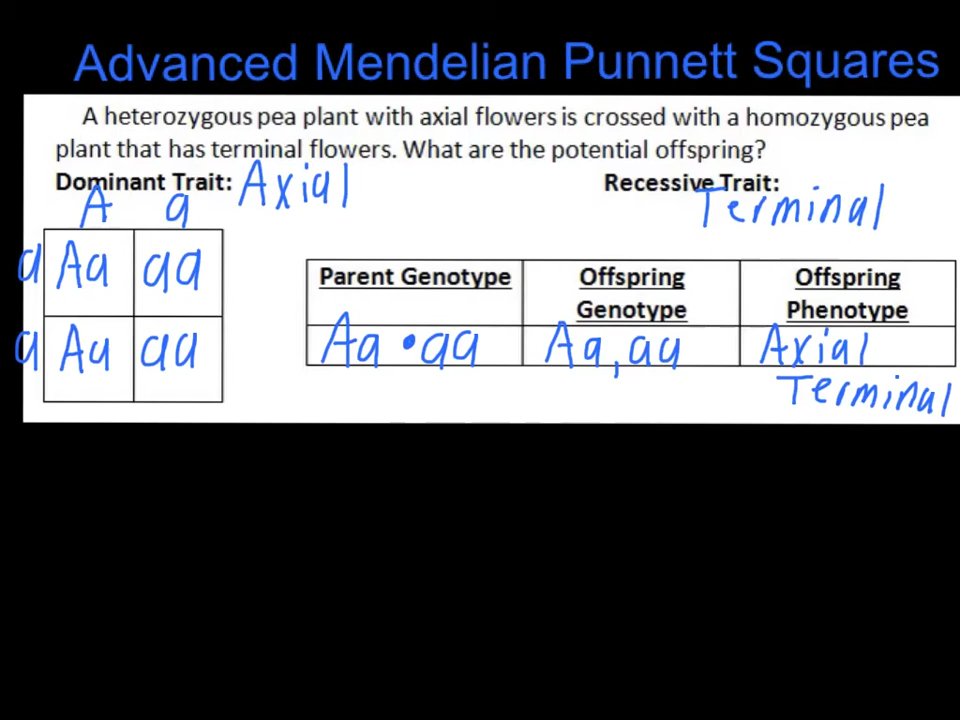 Advanced Mendelian Punnett Squares
A heterozygous pea plant with axial flowers is crossed with a homozygous pea
plant that has terminal flowers. What are the potential offspring?
Dominant Trait: Axial
Recessive Trait:
Terminal
A a
a Aa aa
a Aa aa
Parent Genotype
Offspring
Genotype
Offspring
Phenotype
Aa • aa
Aa, aa
Axial
Terminal